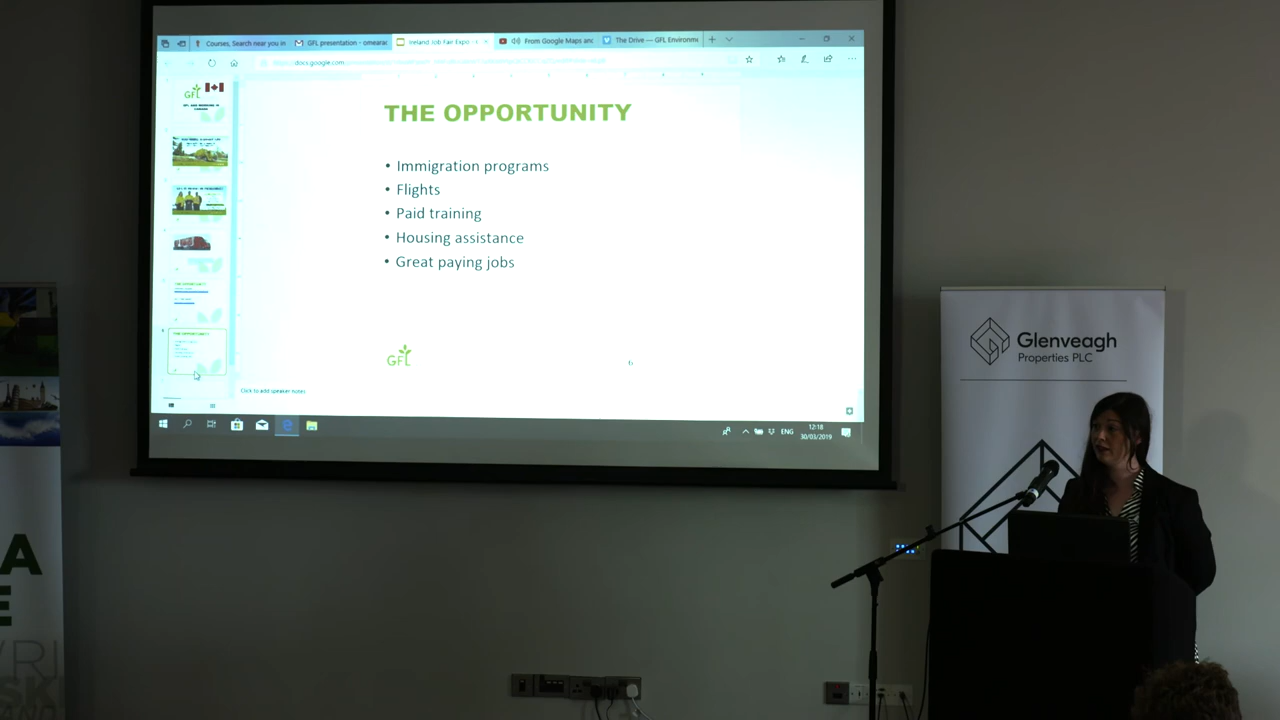 Courses, Search near you in
GFL presentation - omearac
Ireland Job Fair Expo -
From Google Maps and
The Drive — GFL Environme
docs.google.com
GFL
THE OPPORTUNITY
• Immigration programs
• Flights
• Paid training
• Housing assistance
• Great paying jobs
GFL
Click to add speaker notes
ENG
12:18
30/03/2019
Glenveagh
Properties PLC
A
E